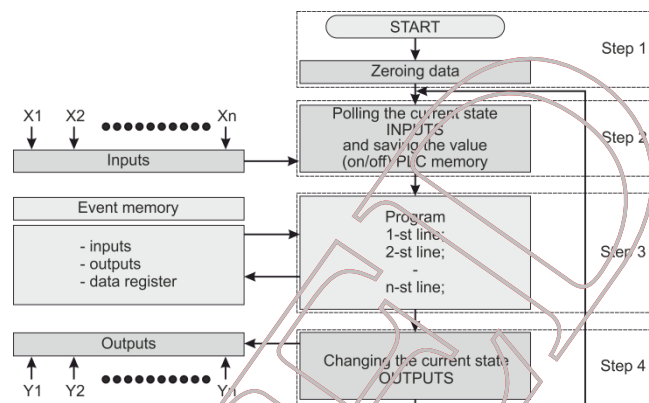 START
Step 1
Zeroing data
X1 X2 Xn
Polling the current state
INPUTS
and saving the value
(on/off) PLC memory
Step 2
Inputs
Event memory
- inputs
- outputs
- data register
Program
1-st line;
2-st line;
-
n-st line;
Step 3
Outputs
Changing the current state
OUTPUTS
Step 4
Y1 Y2 Yn